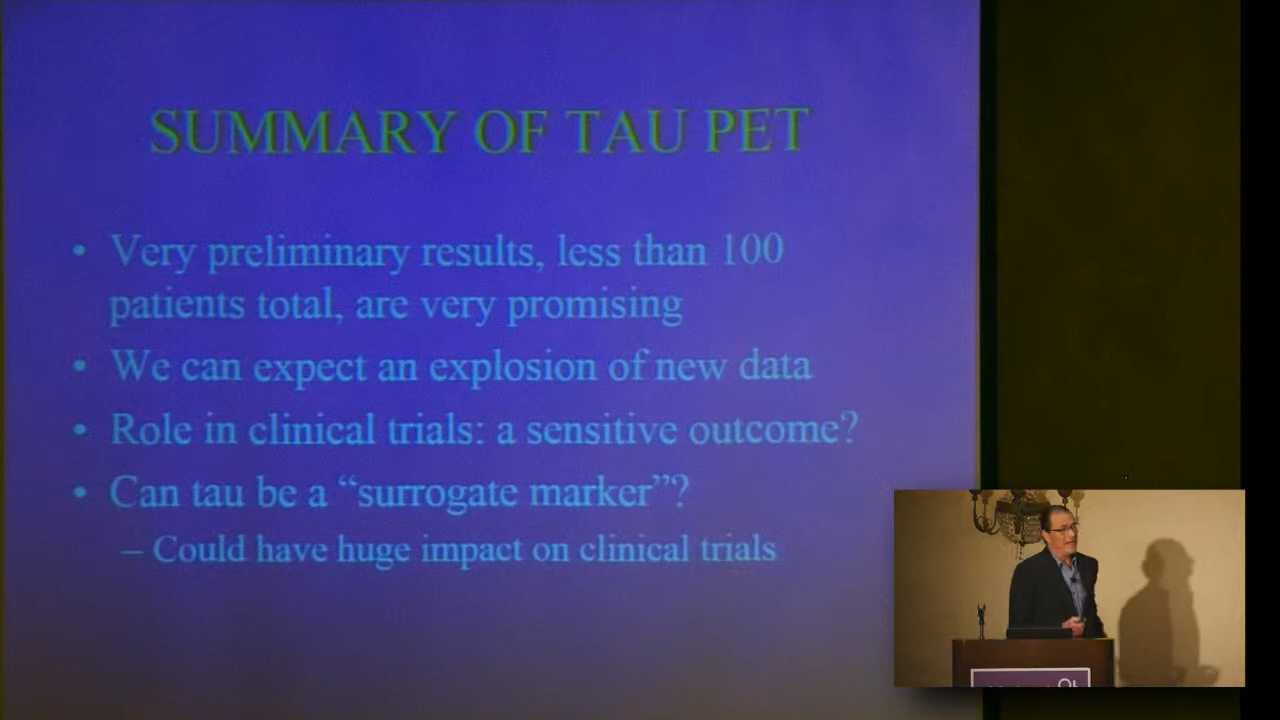 SUMMARY OF TAU PET
• Very preliminary results, less than 100
patients total, are very promising
• We can expect an explosion of new data
• Role in clinical trials: a sensitive outcome?
• Can tau be a “surrogate marker”?
– Could have huge impact on clinical trials